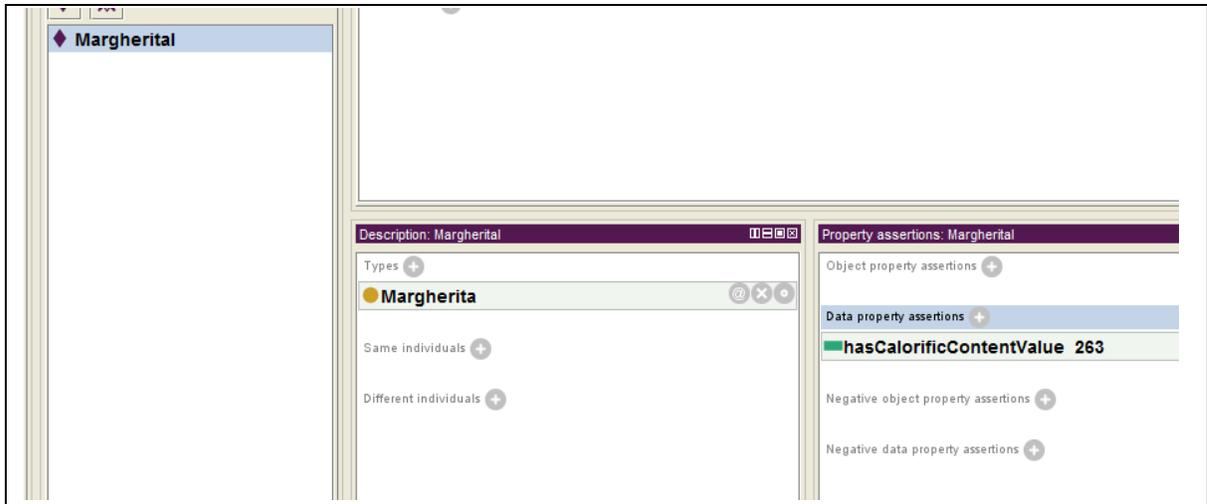 Margherital
Description: Margherital
Types
Margherita
Same individuals
Different individuals
Property assertions: Margherital
Object property assertions
Data property assertions
hasCalorificContentValue 263
Negative object property assertions
Negative data property assertions